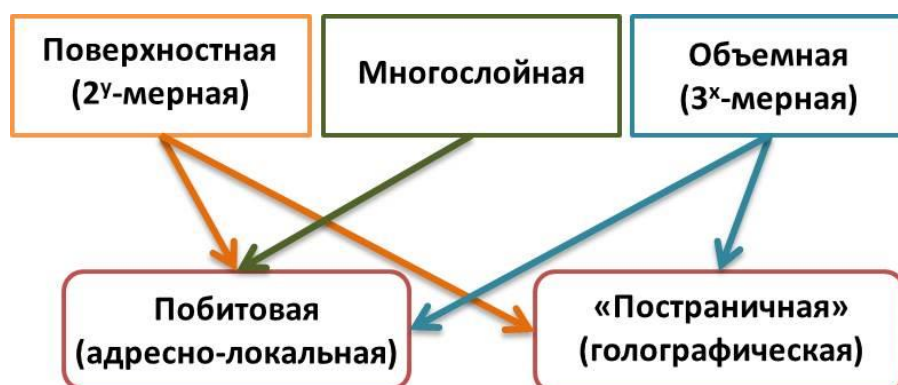 Поверхностная
(2ʸ-мерная)
Многослойная
Объемная
(3ˣ-мерная)
Побитовая
(адресно-локальная)
«Постраничная»
(голографическая)